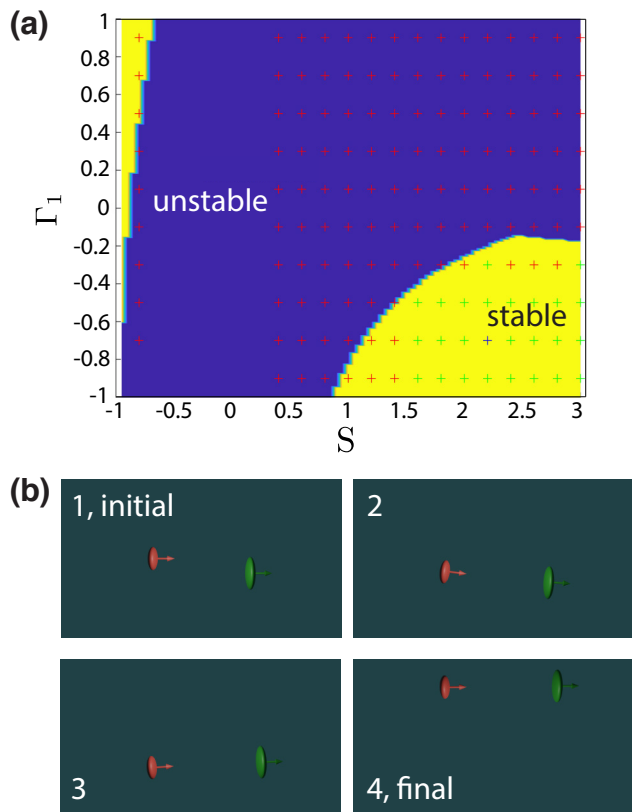 (a)
1
0.8
0.6
0.4
0.2
0
-0.2
-0.4
-0.6
-0.8
-1
Γ1
unstable
stable
-1 -0.5 0 0.5 1 1.5 2 2.5 3
S
(b)
1, initial
2
3
4, final